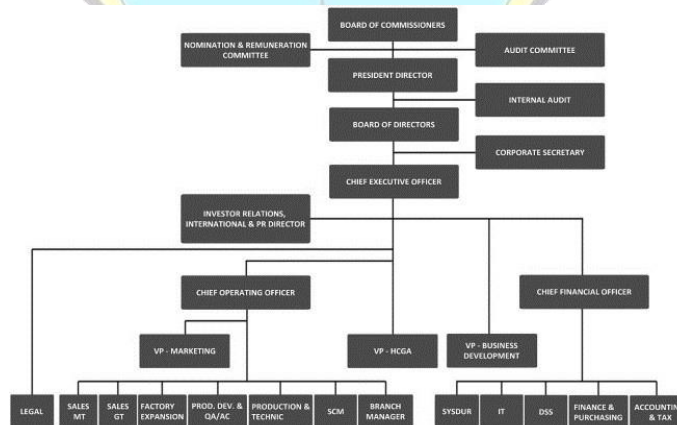 BOARD OF COMMISSIONERS
NOMINATION & REMUNERATION
COMMITTEE
AUDIT COMMITTEE
PRESIDENT DIRECTOR
INTERNAL AUDIT
BOARD OF DIRECTORS
CORPORATE SECRETARY
CHIEF EXECUTIVE OFFICER
INVESTOR RELATIONS,
INTERNATIONAL & PR DIRECTOR
CHIEF OPERATING OFFICER
CHIEF FINANCIAL OFFICER
VP - MARKETING
VP - HCGA
VP - BUSINESS
DEVELOPMENT
LEGAL
SALES
MT
SALES
GT
FACTORY
EXPANSION
PROD. DEV. &
QA/AC
PRODUCTION &
TECHNIC
SCM
BRANCH
MANAGER
SYSDUR
IT
DSS
FINANCE &
PURCHASING
ACCOUNTING
& TAX